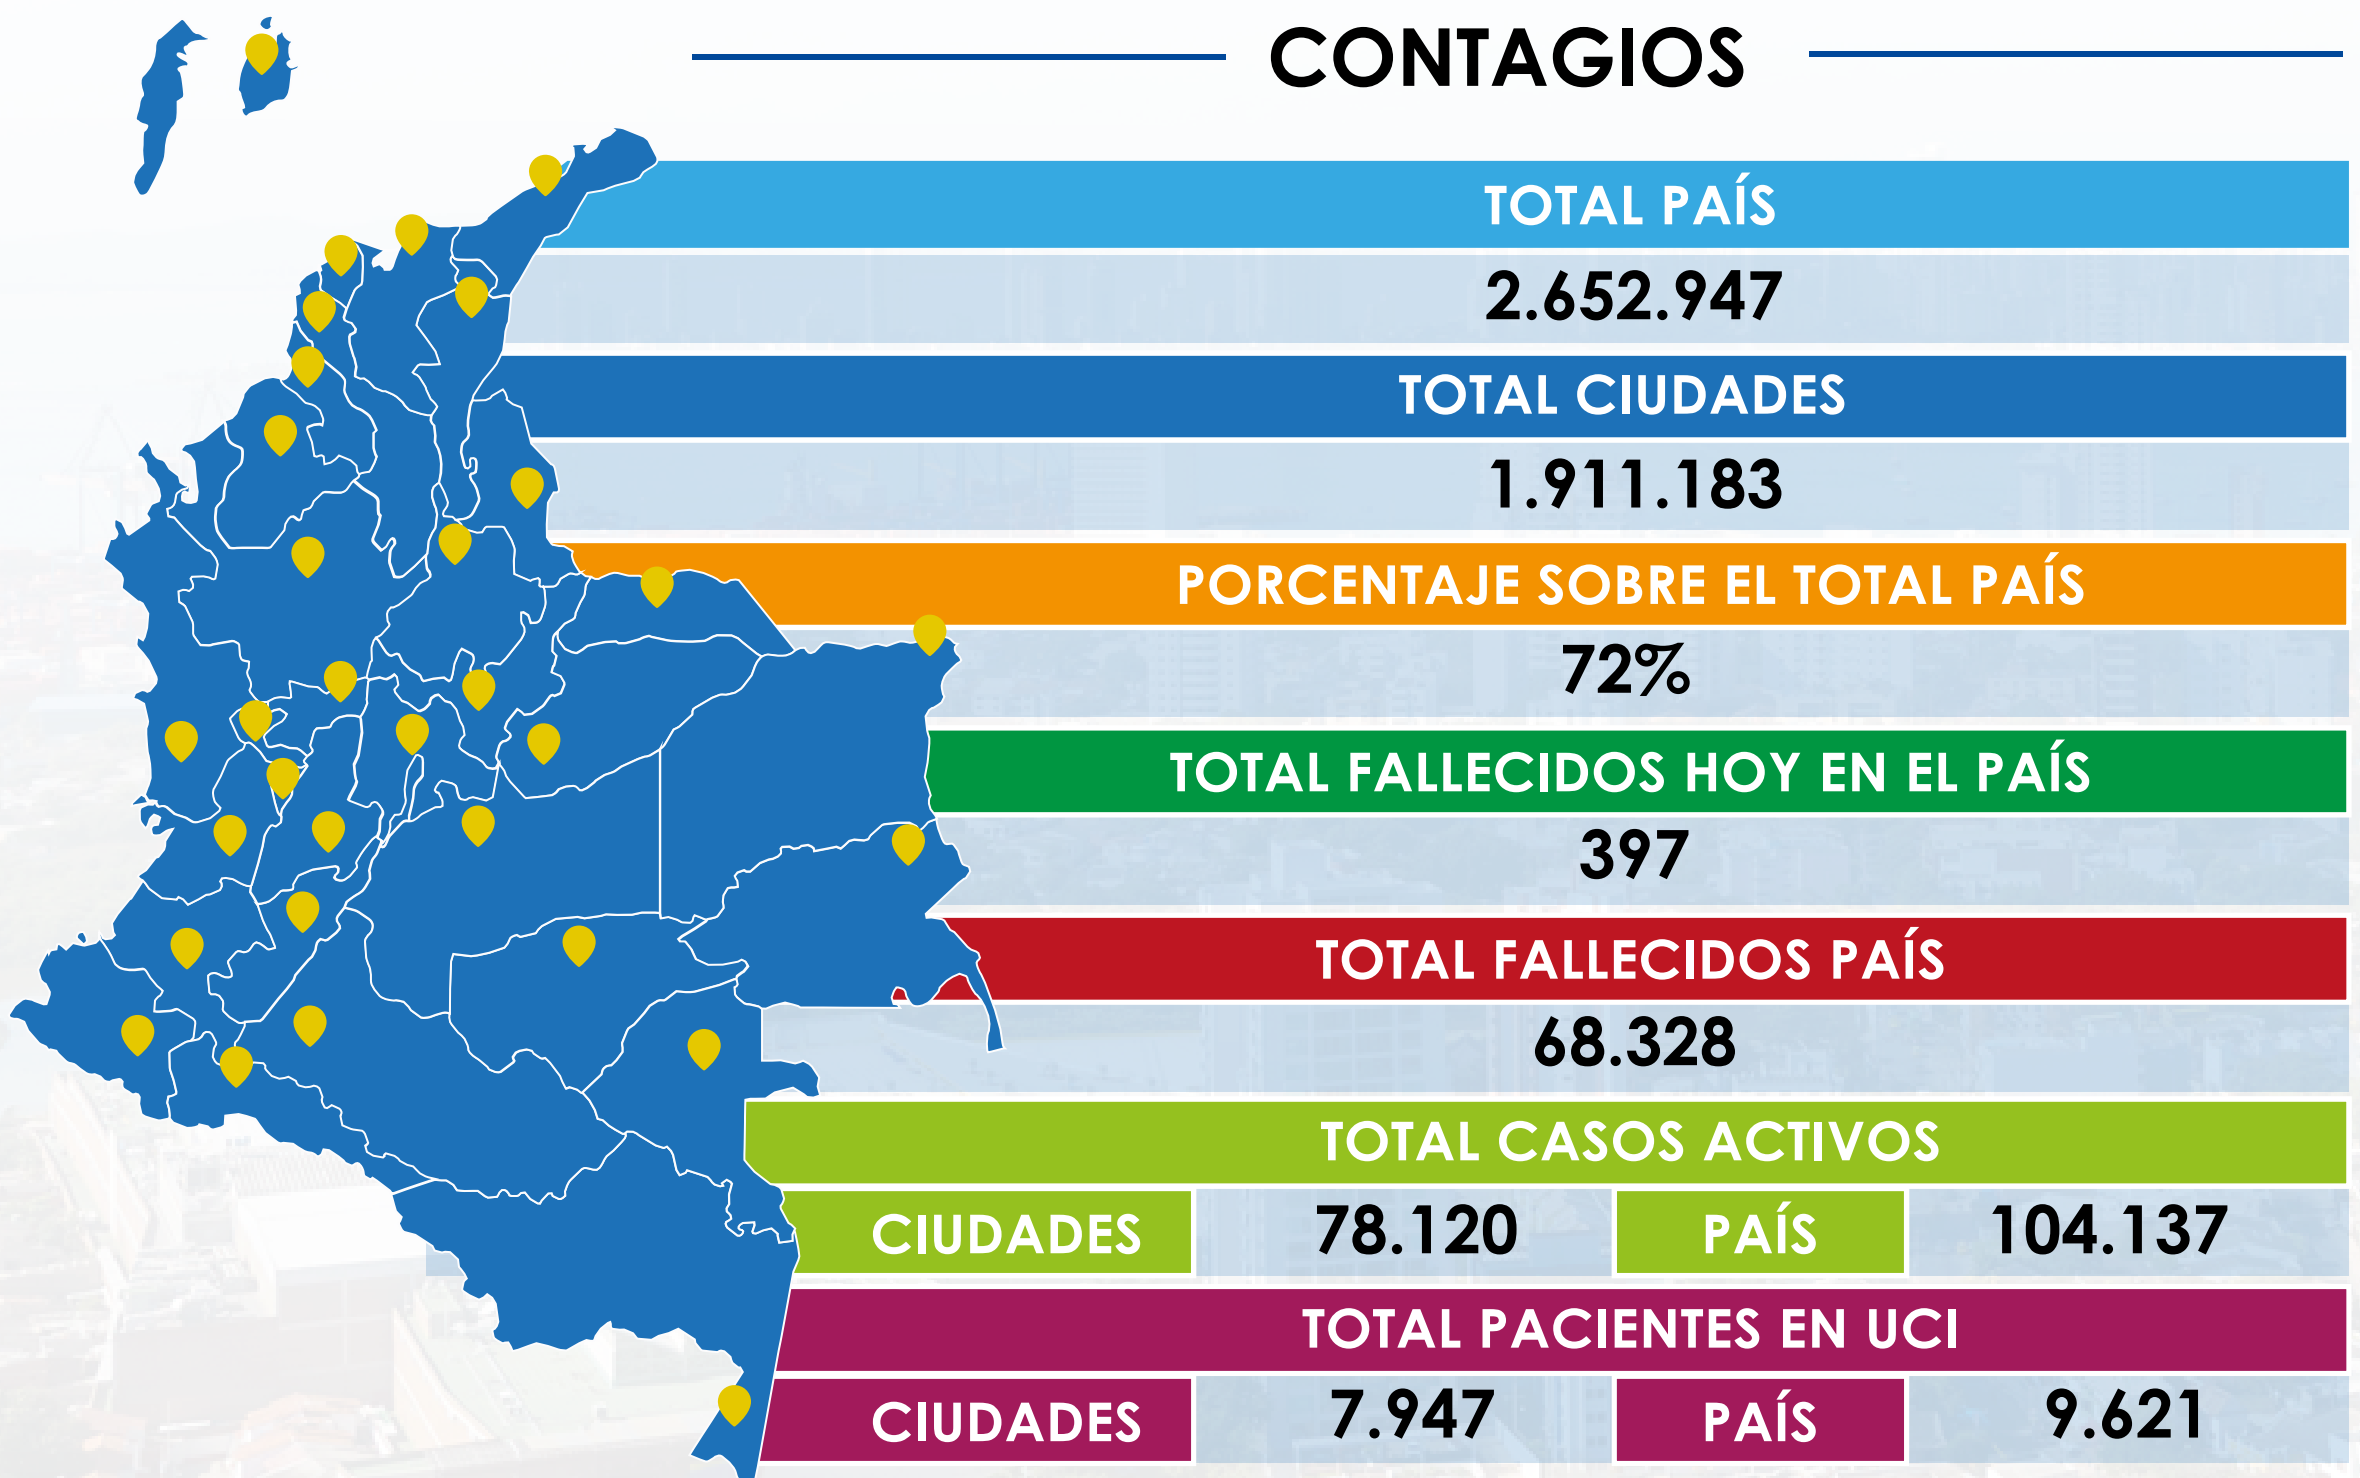 CONTAGIOS
TOTAL PAÍS
2.652.947
TOTAL CIUDADES
1.911.183
PORCENTAJE SOBRE EL TOTAL PAÍS
72%
TOTAL FALLECIDOS HOY EN EL PAÍS
397
TOTAL FALLECIDOS PAÍS
68.328
TOTAL CASOS ACTIVOS
CIUDADES 78.120 PAÍS 104.137
TOTAL PACIENTES EN UCI
CIUDADES 7.947 PAÍS 9.621